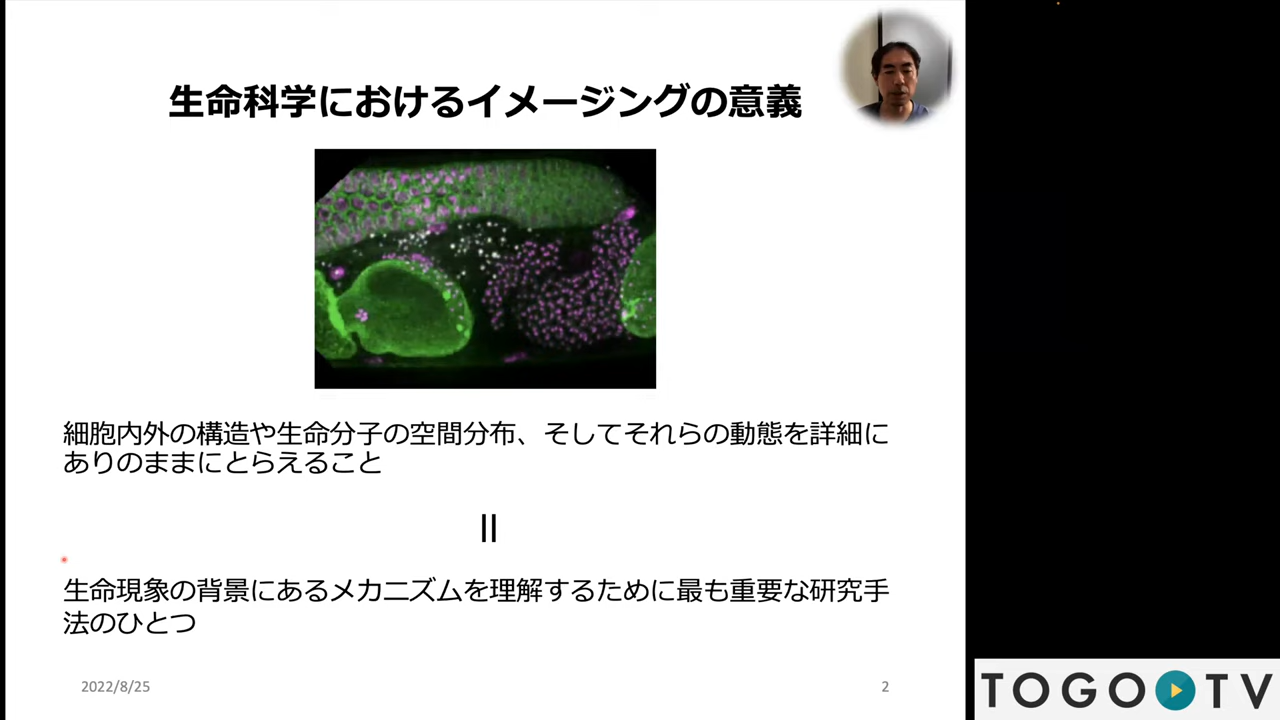 生命科学におけるイメージングの意義
細胞内外の構造や生命分子の空間分布、そしてそれらの動態を詳細に
ありのままにとらえること
||
生命現象の背景にあるメカニズムを理解するために最も重要な研究手
法のひとつ
2022/8/25
2
TOGO TV